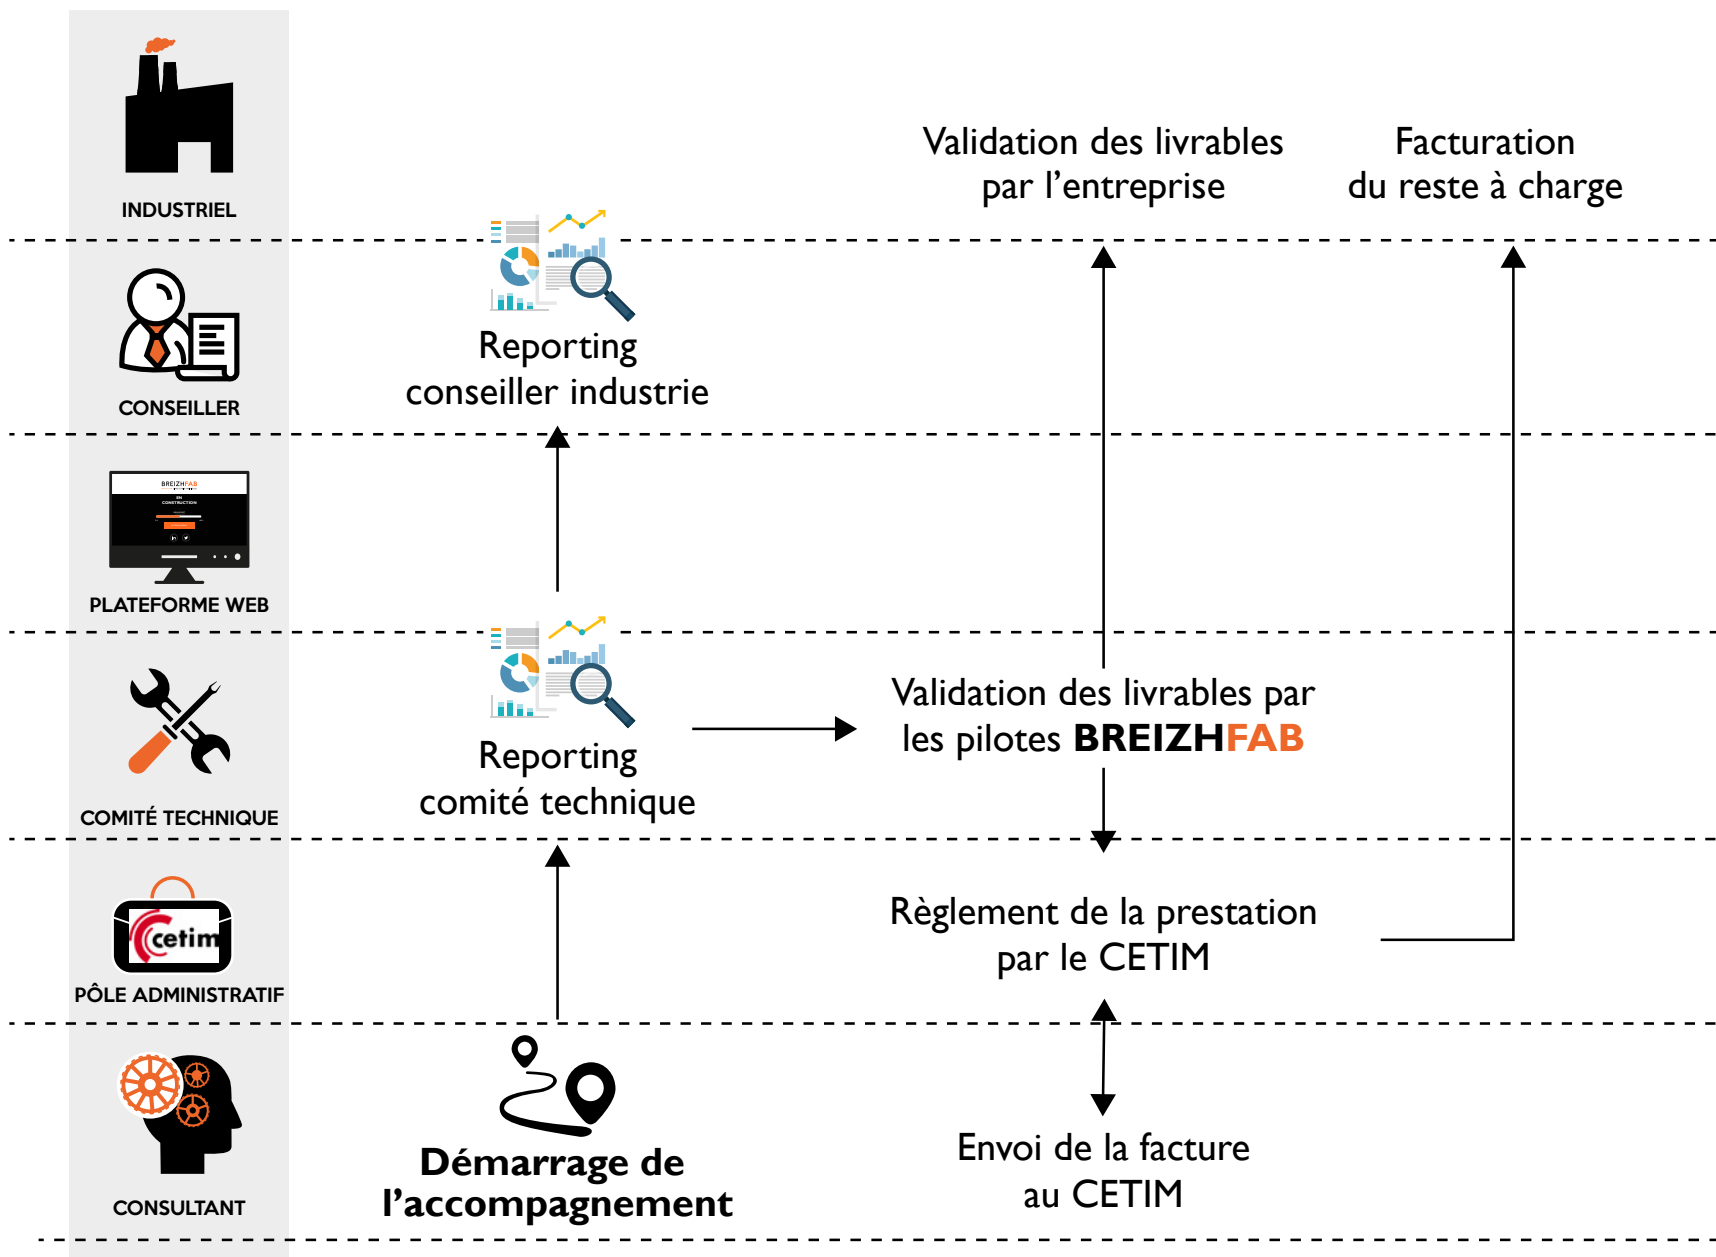 INDUSTRIEL
Validation des livrables
par l’entreprise
Facturation
du reste à charge
CONSEILLER
Reporting
conseiller industrie
BREIZHFAB
EN
CONSTRUCTION
PLATEFORME WEB
COMITÉ TECHNIQUE
Reporting
comité technique
Validation des livrables par
les pilotes BREIZHFAB
cetim
PÔLE ADMINISTRATIF
Règlement de la prestation
par le CETIM
CONSULTANT
Démarrage de
l’accompagnement
Envoi de la facture
au CETIM